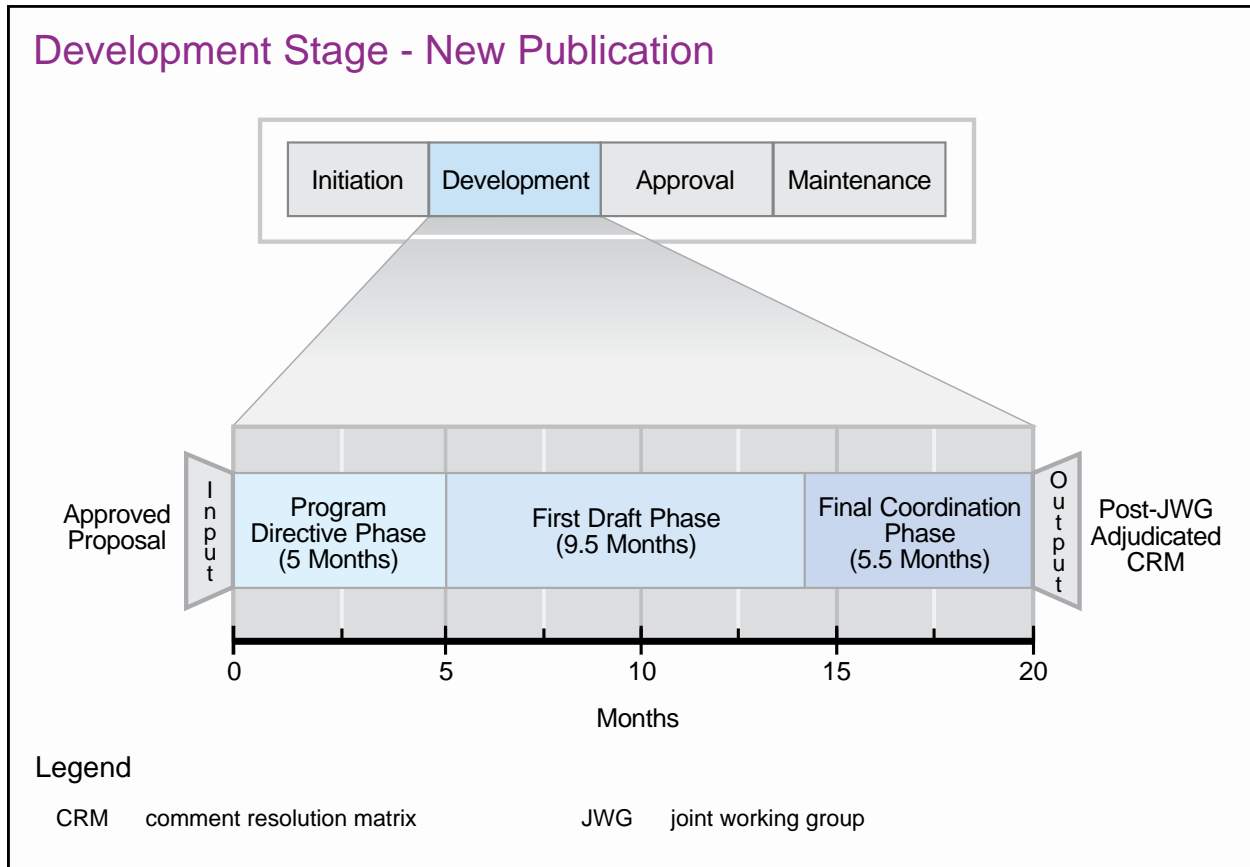 Development Stage - New Publication
Initiation
Development
Approval
Maintenance
Approved
Proposal
Input
Program
Directive Phase
(5 Months)
First Draft Phase
(9.5 Months)
Final Coordination
Phase
(5.5 Months)
Output
Post-JWG
Adjudicated
CRM
0 5 10 15 20
Months
Legend
CRM comment resolution matrix JWG joint working group